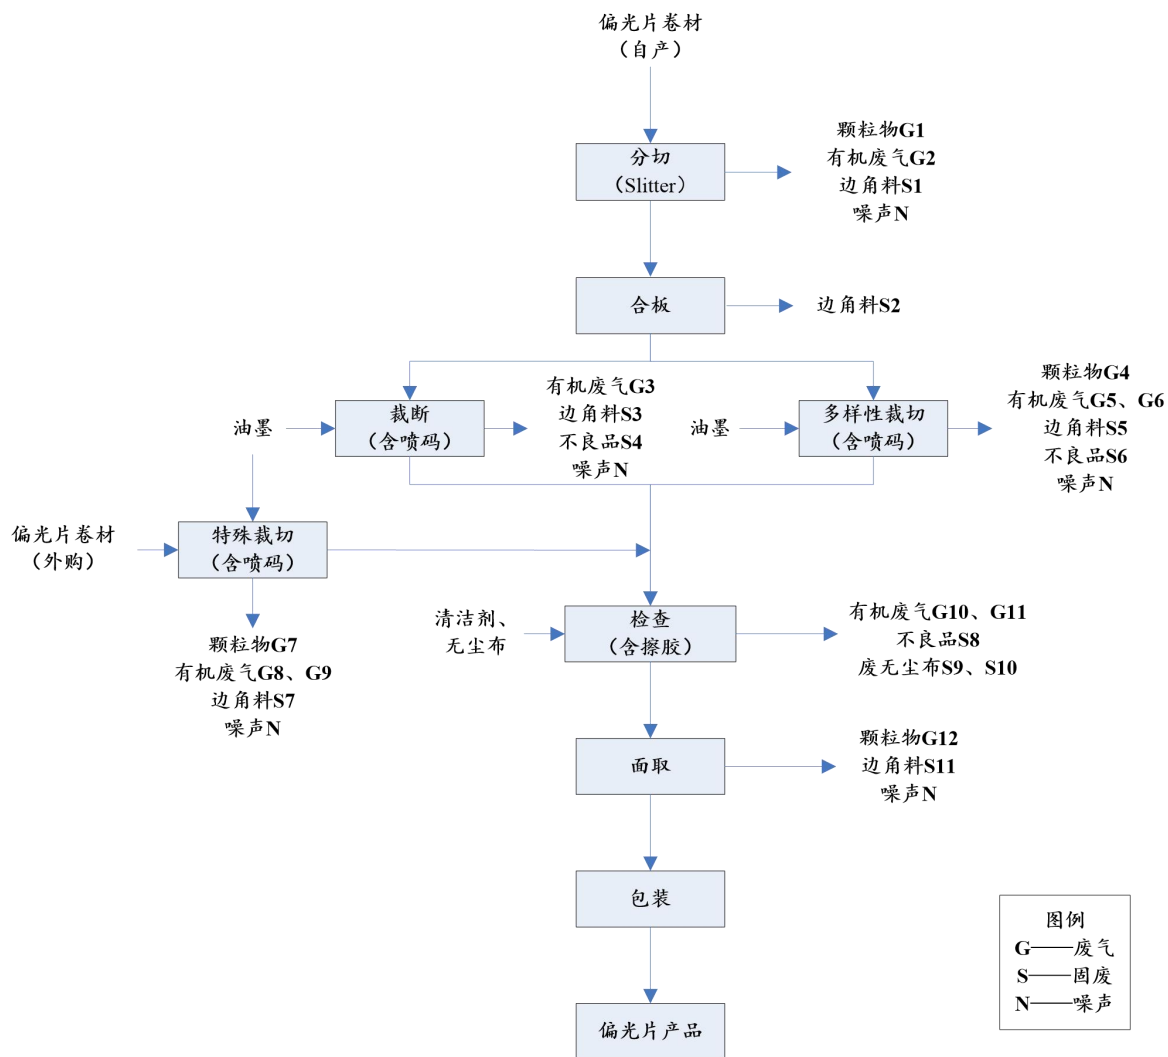 偏光片卷材
（自产）
分切
（Slitter）
颗粒物G1
有机废气G2
边角料S1
噪声N
合板
边角料S2
油墨
裁断
（含喷码）
有机废气G3
边角料S3
不良品S4
噪声N
油墨
多样性裁切
（含喷码）
颗粒物G4
有机废气G5、G6
边角料S5
不良品S6
噪声N
偏光片卷材
（外购）
特殊裁切
（含喷码）
颗粒物G7
有机废气G8、G9
边角料S7
噪声N
清洁剂、
无尘布
检查
（含擦胶）
有机废气G10、G11
不良品S8
废无尘布S9、S10
面取
颗粒物G12
边角料S11
噪声N
包装
偏光片产品
图例
G——废气
S——固废
N——噪声